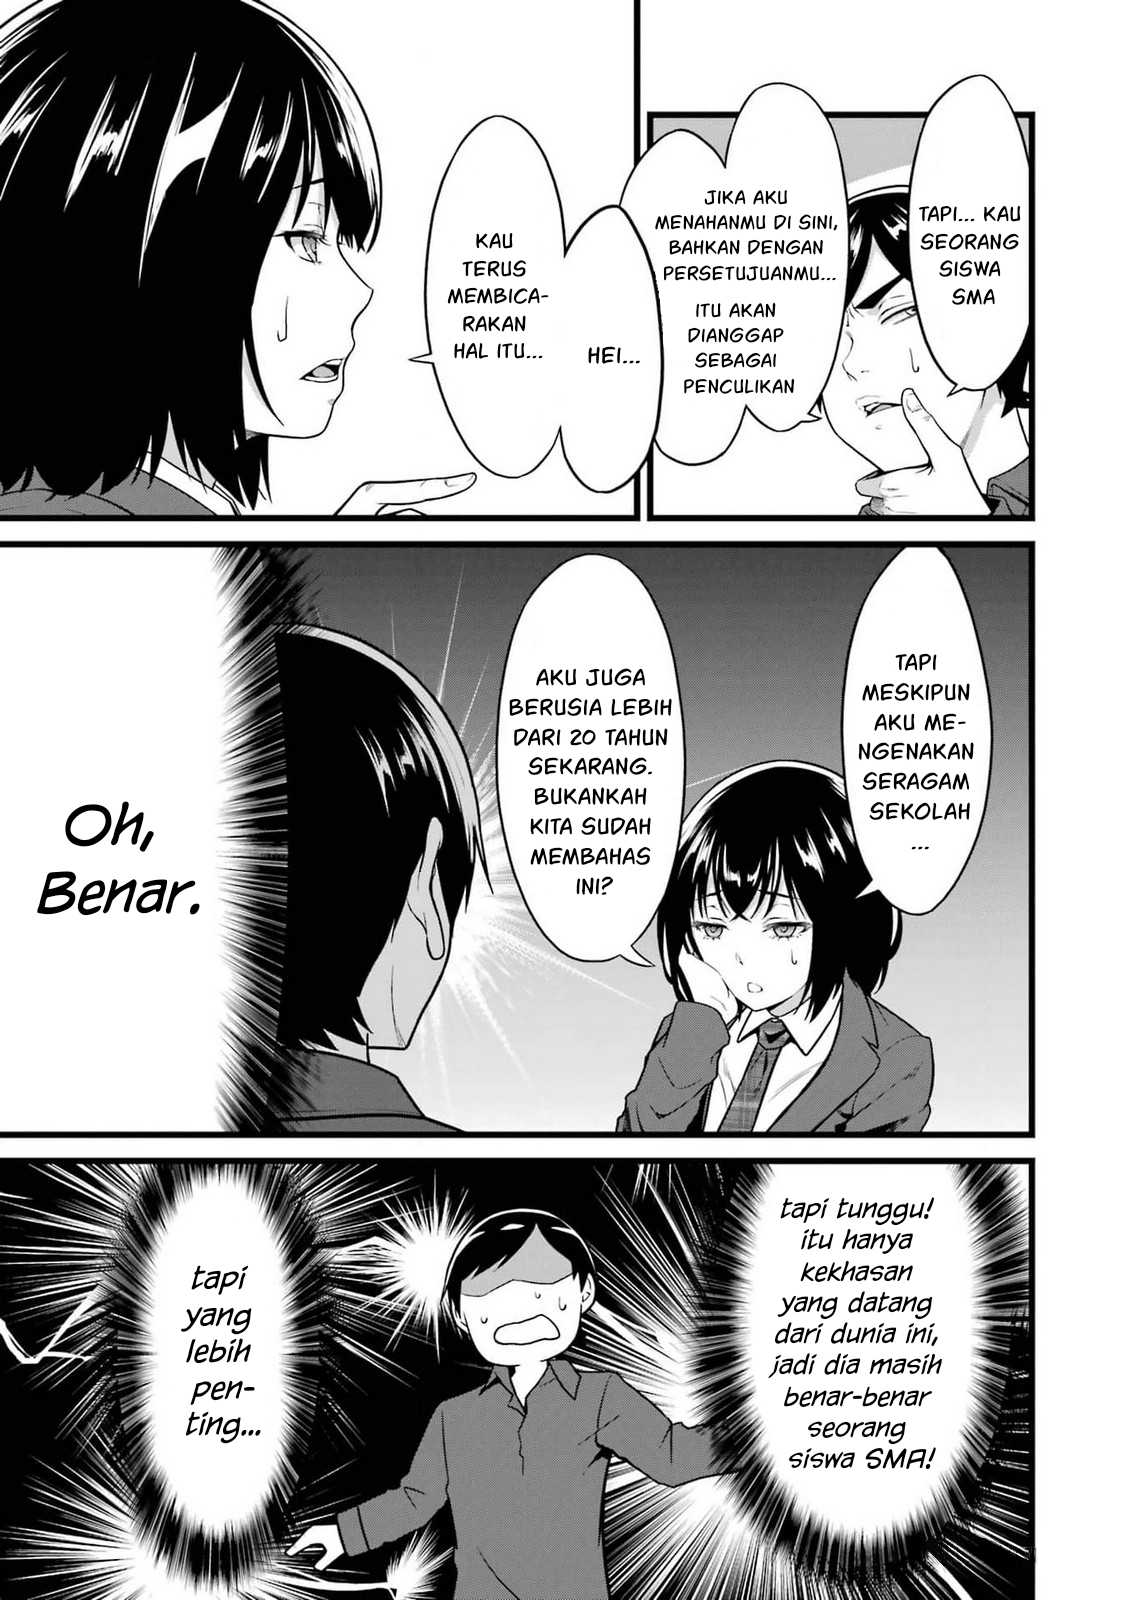 TAPI... KAU
SEORANG
SISWA
SMA
JIKA AKU
MENAHANMU DI SINI,
BAHKAN DENGAN
PERSETUJUANMU...
ITU AKAN
DIANGGAP
SEBAGAI
PENCULIKAN
HEI...
KAU
TERUS
MEMBICA-
RAKAN
HAL ITU...
TAPI
MESKIPUN
AKU ME-
NGENAKAN
SERAGAM
SEKOLAH
...
AKU JUGA
BERUSIA LEBIH
DARI 20 TAHUN
SEKARANG.
BUKANKAH
KITA SUDAH
MEMBAHAS
INI?
Oh,
Benar.
tapi tunggu!
itu hanya
kekhasan
yang datang
dari dunia ini,
jadi dia masih
benar-benar
seorang
siswa SMA!
tapi
yang
lebih
pen-
ting...